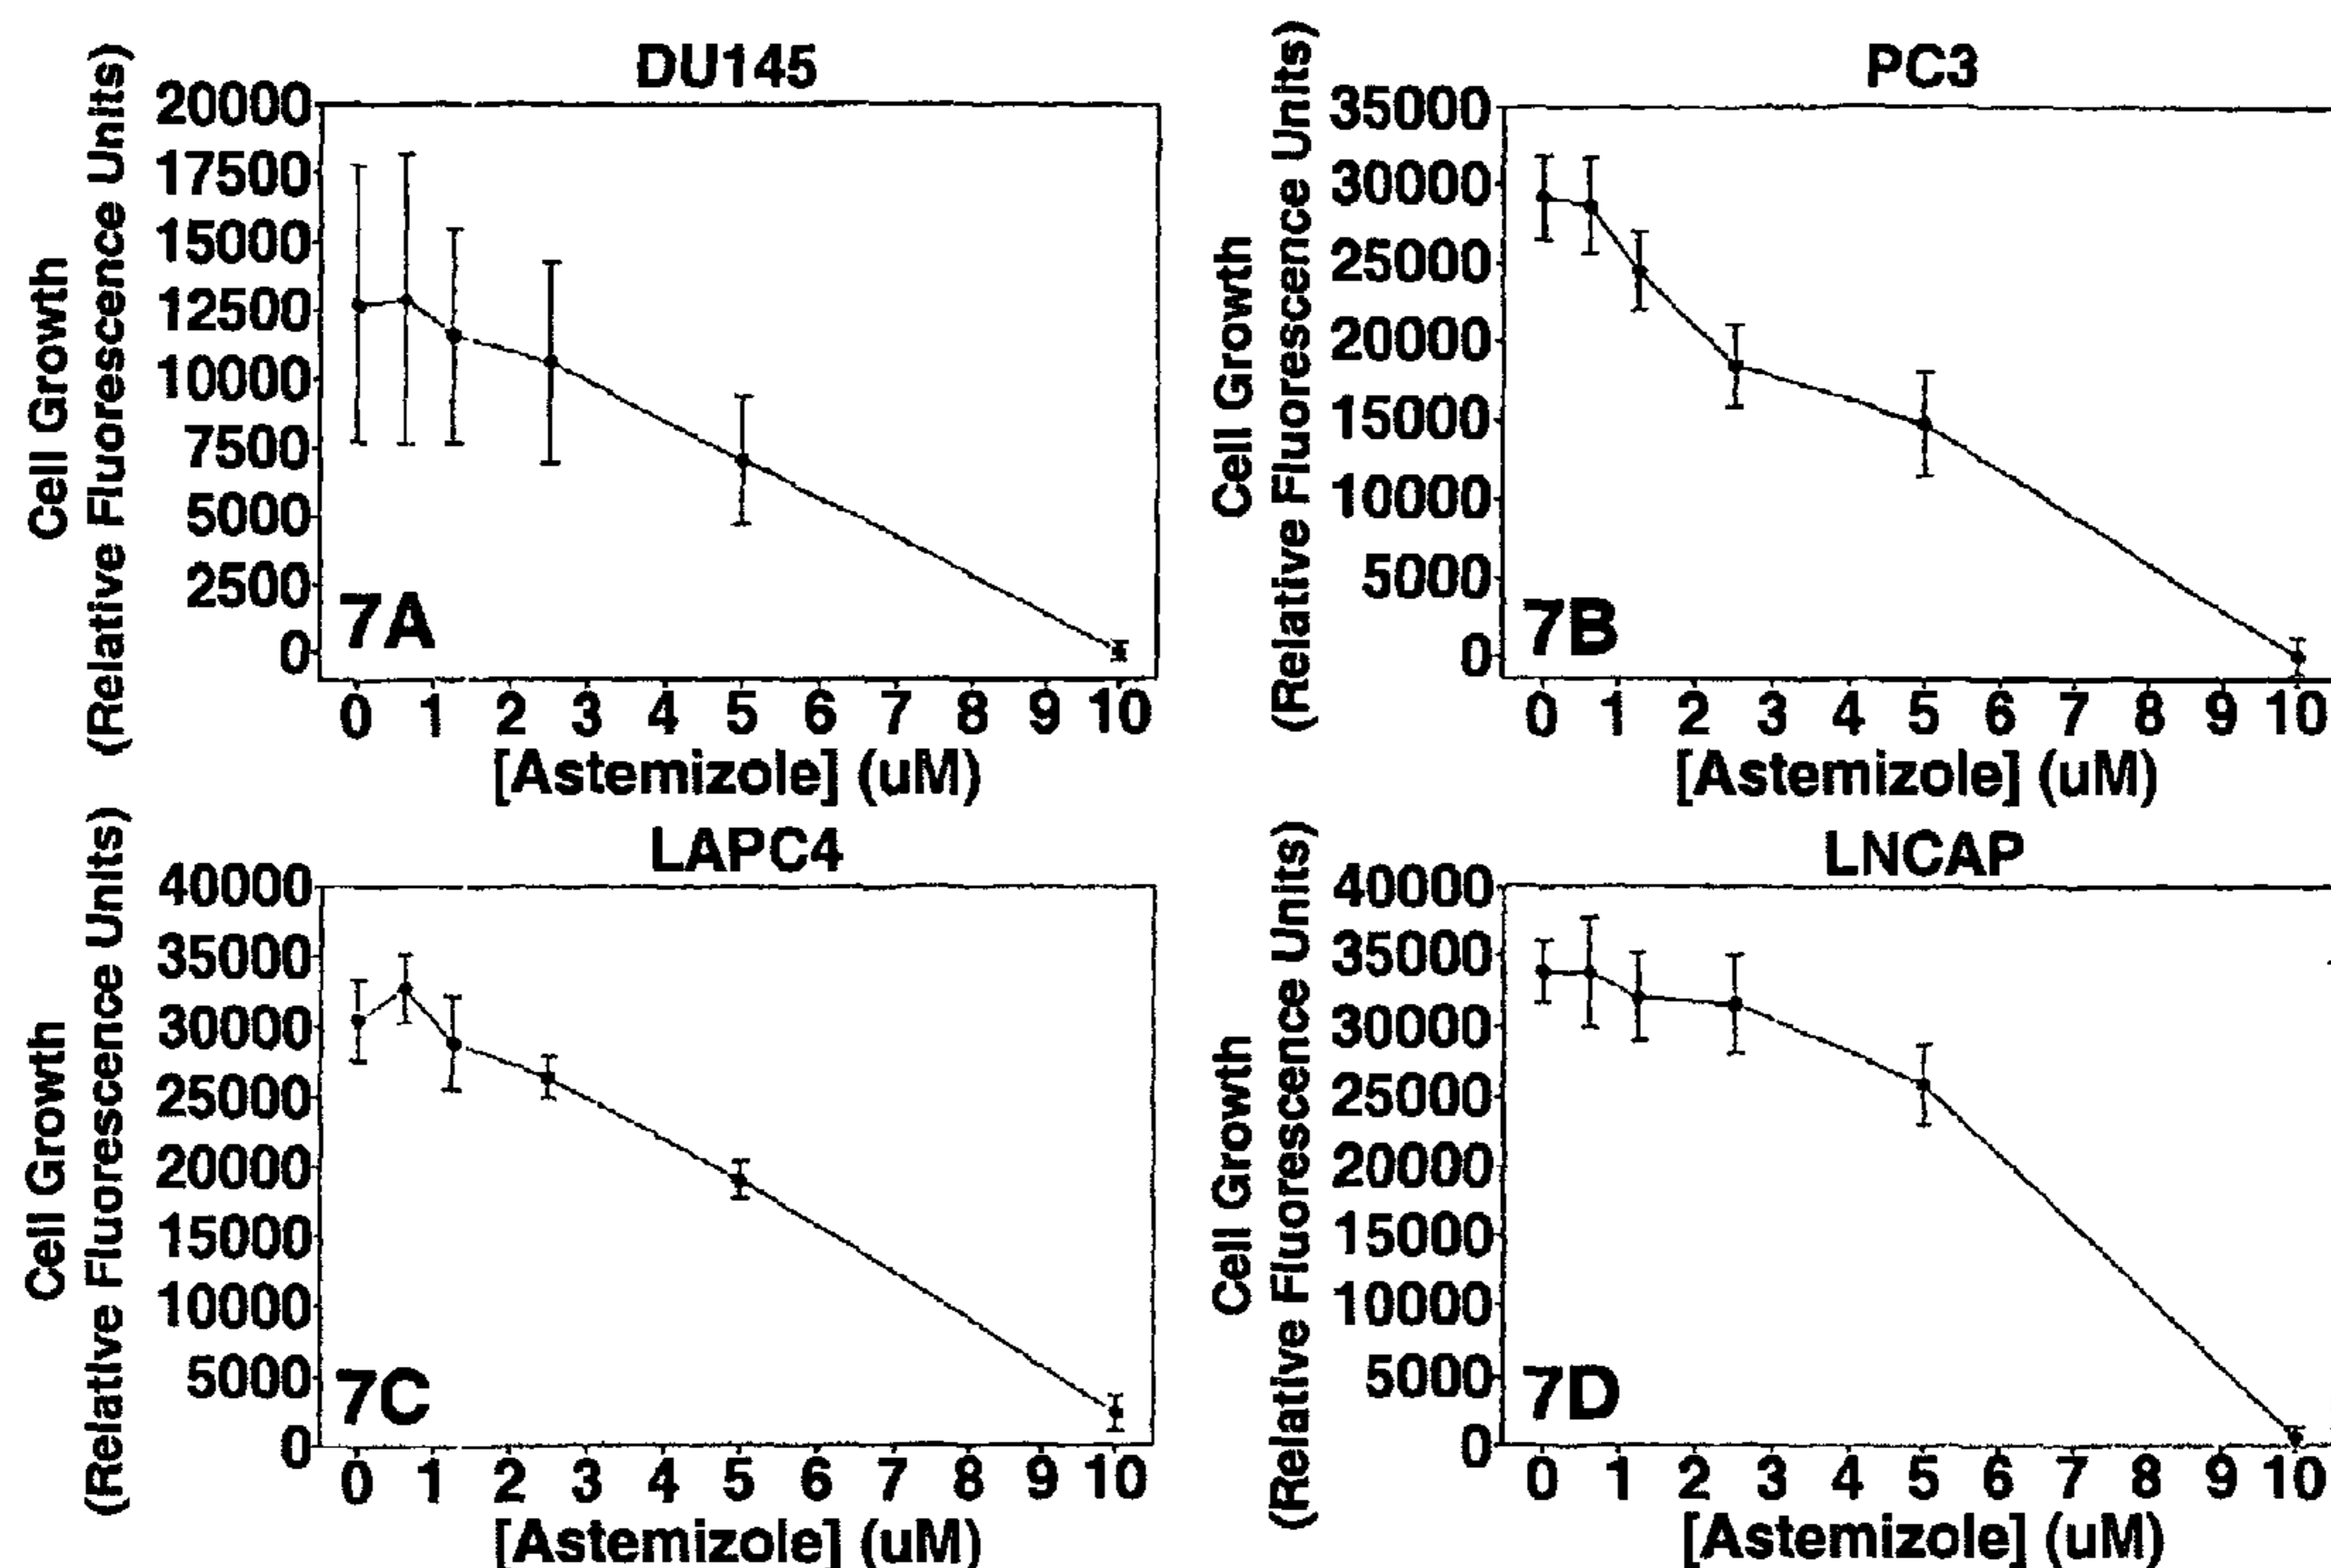 DU145
Cell Growth
(Relative Fluorescence Units)
20000
17500
15000
12500
10000
7500
5000
2500
0
7A
0 1 2 3 4 5 6 7 8 9 10
[Astemizole] (uM)
PC3
Cell Growth
(Relative Fluorescence Units)
35000
30000
25000
20000
15000
10000
5000
0
7B
0 1 2 3 4 5 6 7 8 9 10
[Astemizole] (uM)
LAPC4
Cell Growth
(Relative Fluorescence Units)
40000
35000
30000
25000
20000
15000
10000
5000
0
7C
0 1 2 3 4 5 6 7 8 9 10
[Astemizole] (uM)
LNCAP
Cell Growth
(Relative Fluorescence Units)
40000
35000
30000
25000
20000
15000
10000
5000
0
7D
0 1 2 3 4 5 6 7 8 9 10
[Astemizole] (uM)